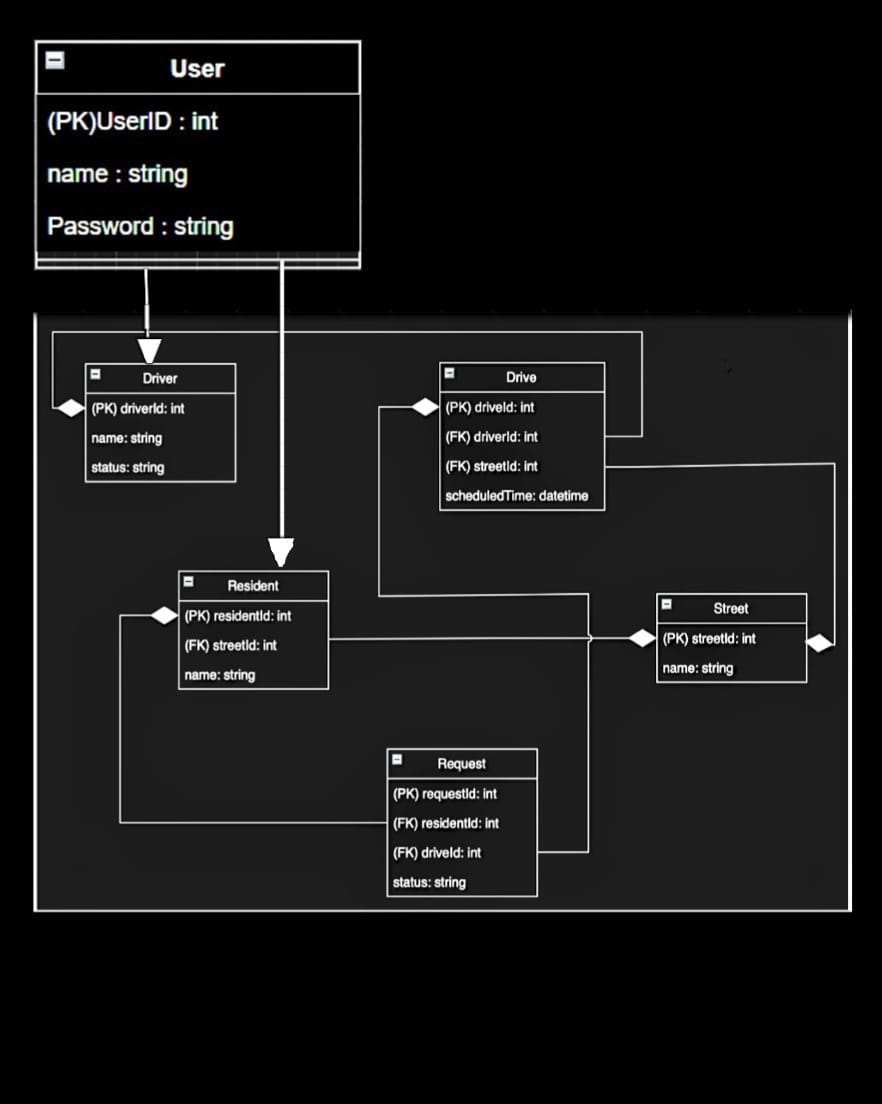 User
(PK)UserID : int
name : string
Password : string
Driver
(PK) driverId: int
name: string
status: string
Drive
(PK) driveId: int
(FK) driverId: int
(FK) streetId: int
scheduledTime: datetime
Resident
(PK) residentId: int
(FK) streetId: int
name: string
Street
(PK) streetId: int
name: string
Request
(PK) requestId: int
(FK) residentId: int
(FK) driveId: int
status: string